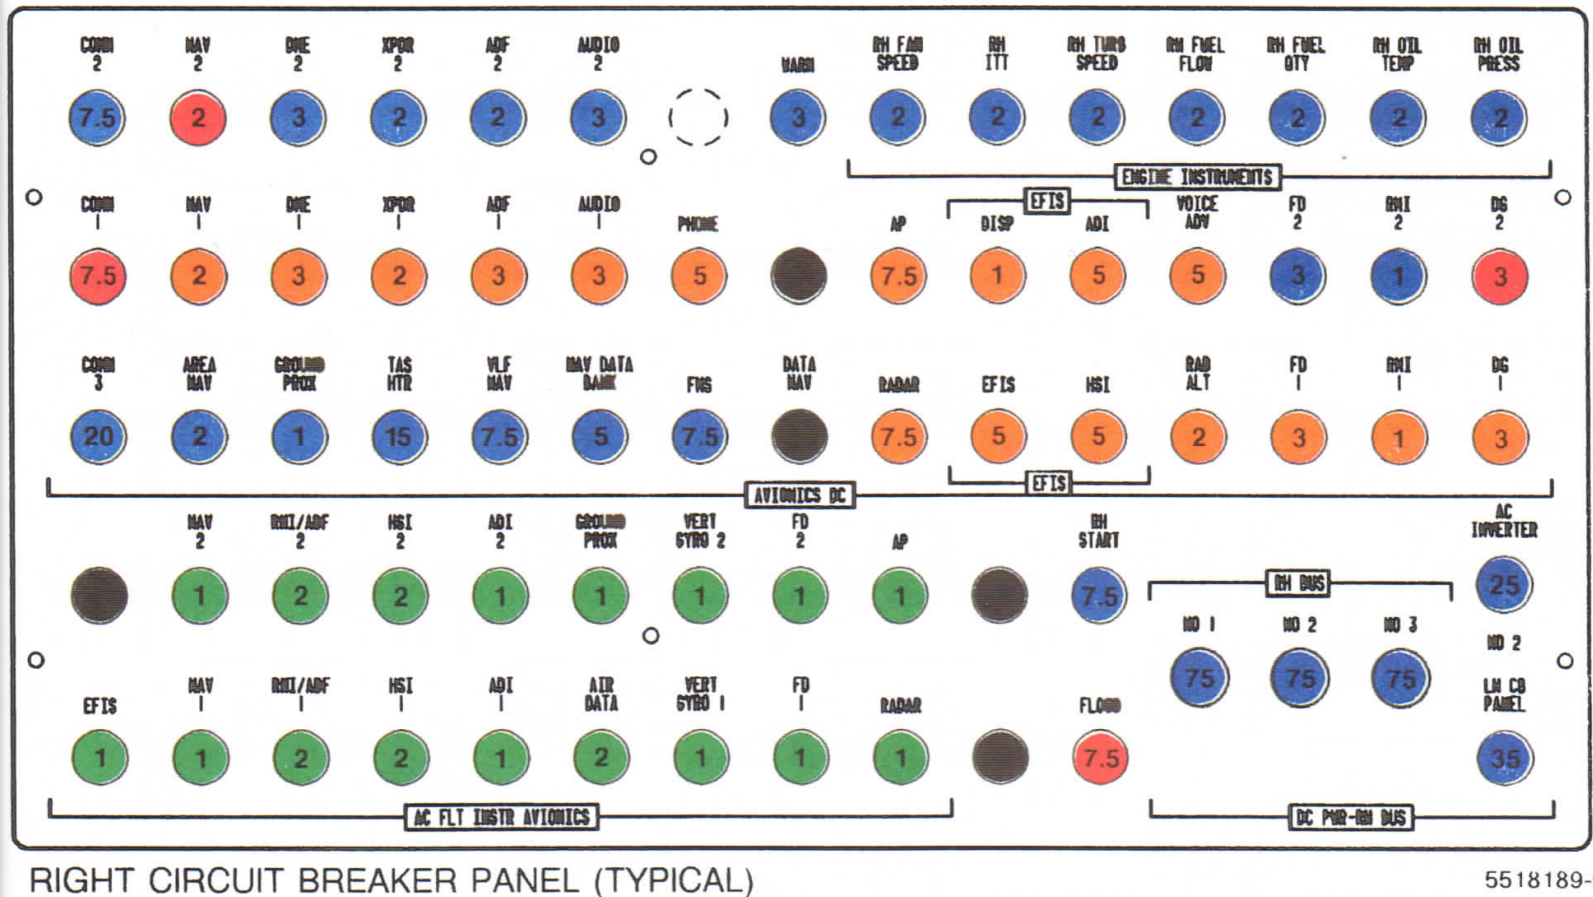 COMM NAV DME XPDR ADF AUDIO RH FAN RH RH TURB RH FUEL RH FUEL RH OIL RH OIL
2 2 2 2 2 2 WARN SPEED ITT SPEED FLOW QTY TEMP PRESS
7.5 2 3 2 2 3 3 2 2 2 2 2 2 2
ENGINE INSTRUMENTS
EFIS
COMM NAV DME XPDR ADF AUDIO VOICE FD RMI DG
1 1 1 1 1 1 PHONE AP DISP ADI ADV 2 2 2
7.5 2 3 2 3 3 5 7.5 1 5 5 3 1 3
COMM AREA GROUND TAS VLF NAV DATA DATA RAD FD RMI DG
3 NAV PROX HTR NAV BANK FMS NAV RADAR EFIS HSI ALT 1 1 1
20 2 1 15 7.5 5 7.5 7.5 5 5 2 3 1 3
EFIS
AVIONICS DC
NAV RMI/ADF HSI ADI GROUND VERT FD RH AC
2 2 2 2 PROX GYRO 2 2 AP START INVERTER
1 2 2 1 1 1 1 1 7.5 25
RH BUS
NO 1 NO 2 NO 3 NO 2
75 75 75
NAV RMI/ADF HSI ADI AIR VERT FD LH CB
EFIS 1 1 1 1 DATA GYRO 1 1 RADAR FLOOD PANEL
1 1 2 2 1 2 1 1 1 7.5 35
AC FLT INSTR AVIONICS
DC PWR-RH BUS
RIGHT CIRCUIT BREAKER PANEL (TYPICAL)
5518189-